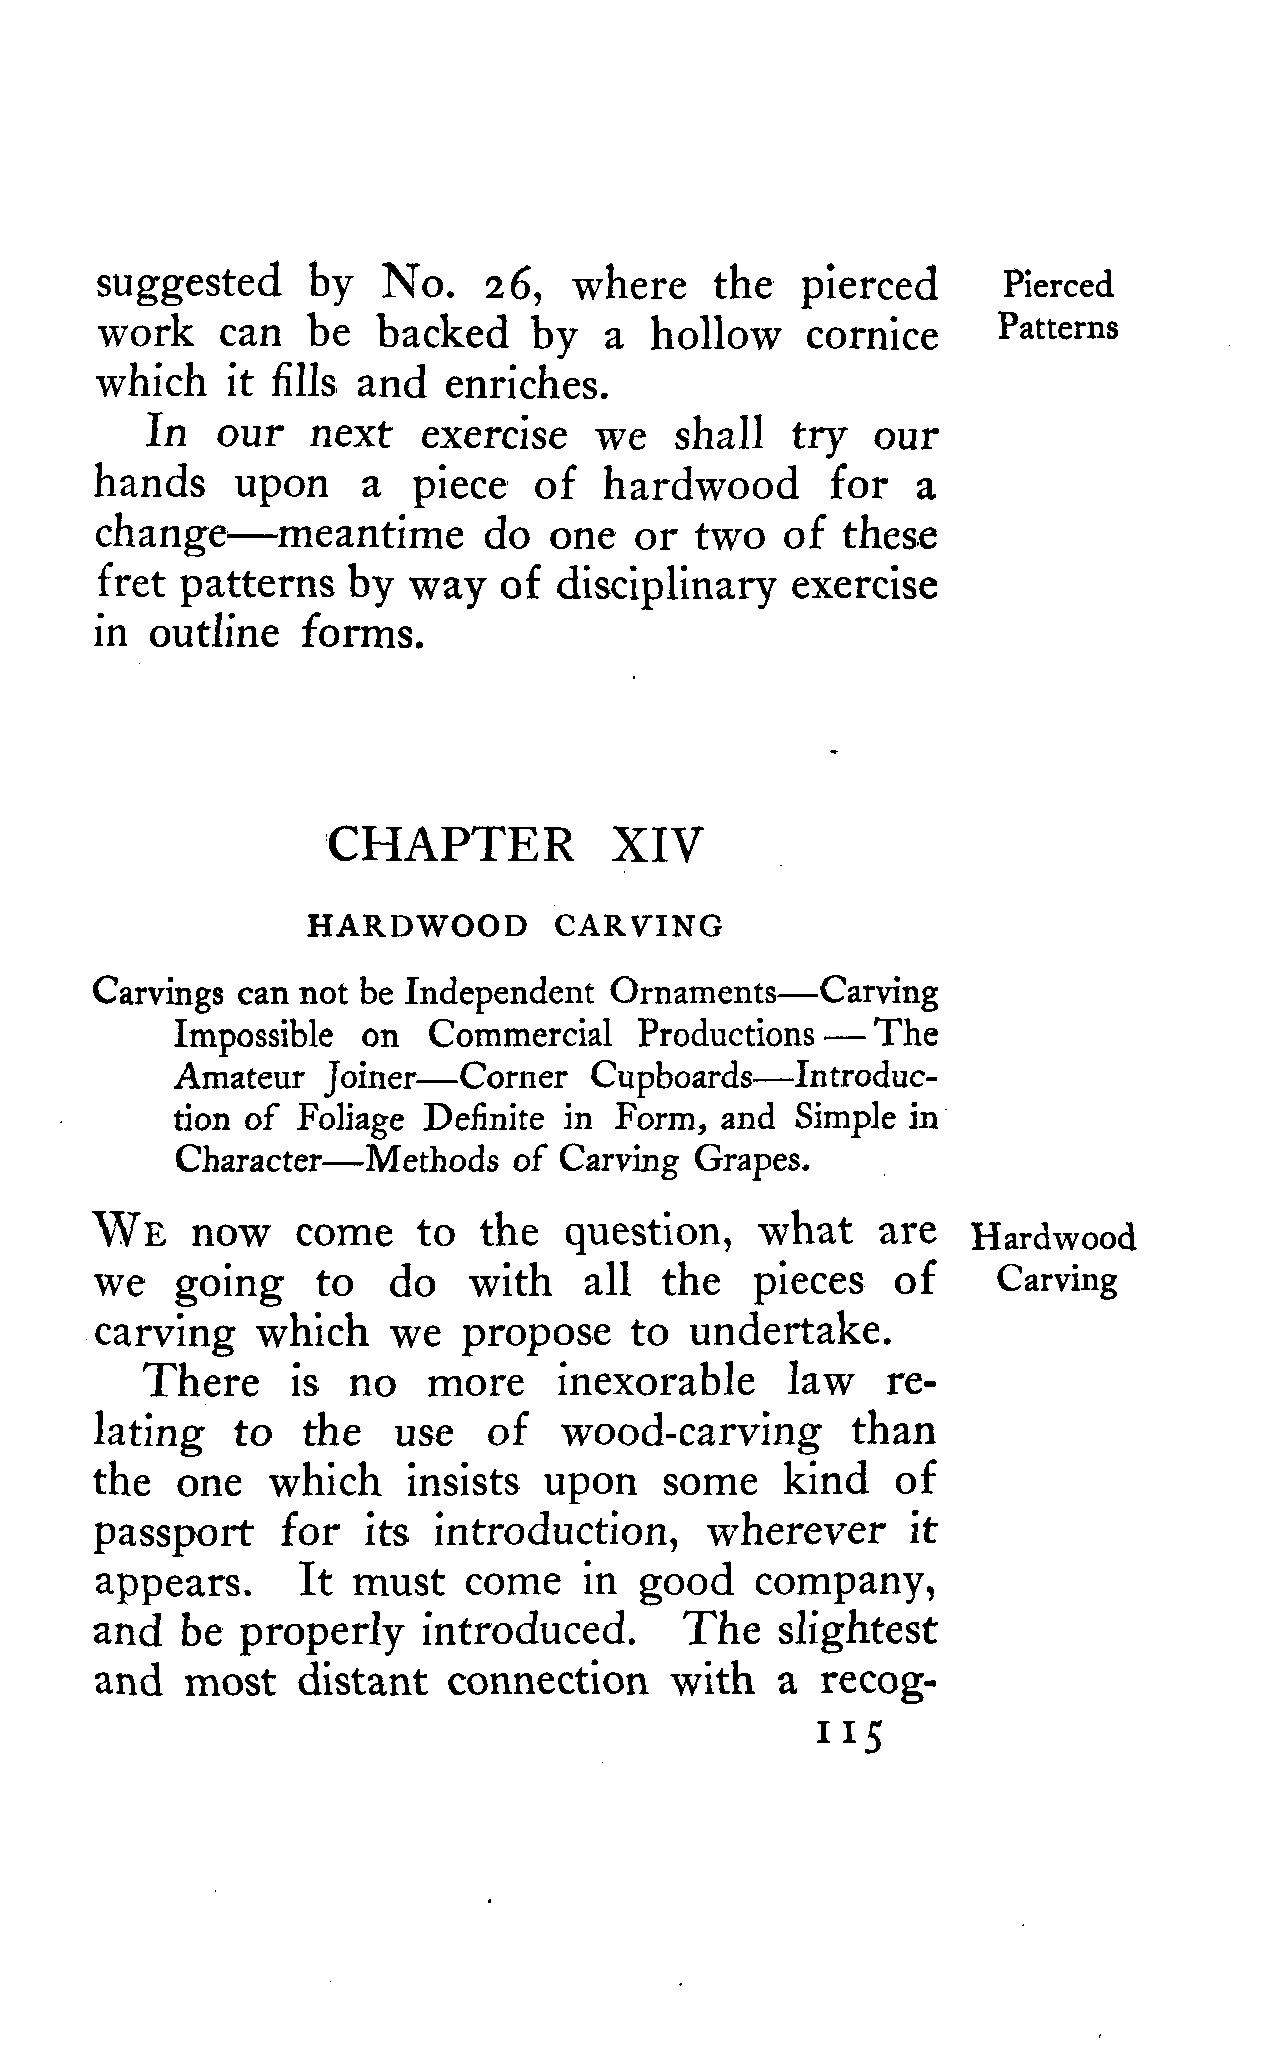 suggested by No. 26, where the pierced
work can be backed by a hollow cornice
which it fills and enriches.
Pierced
Patterns
In our next exercise we shall try our
hands upon a piece of hardwood for a
change—meantime do one or two of these
fret patterns by way of disciplinary exercise
in outline forms.
CHAPTER XIV
HARDWOOD CARVING
Carvings can not be Independent Ornaments—Carving
Impossible on Commercial Productions — The
Amateur Joiner—Corner Cupboards—Introduc-
tion of Foliage Definite in Form, and Simple in
Character—Methods of Carving Grapes.
WE now come to the question, what are
we going to do with all the pieces of
carving which we propose to undertake.
Hardwood
Carving
There is no more inexorable law re-
lating to the use of wood-carving than
the one which insists upon some kind of
passport for its introduction, wherever it
appears. It must come in good company,
and be properly introduced. The slightest
and most distant connection with a recog-
115